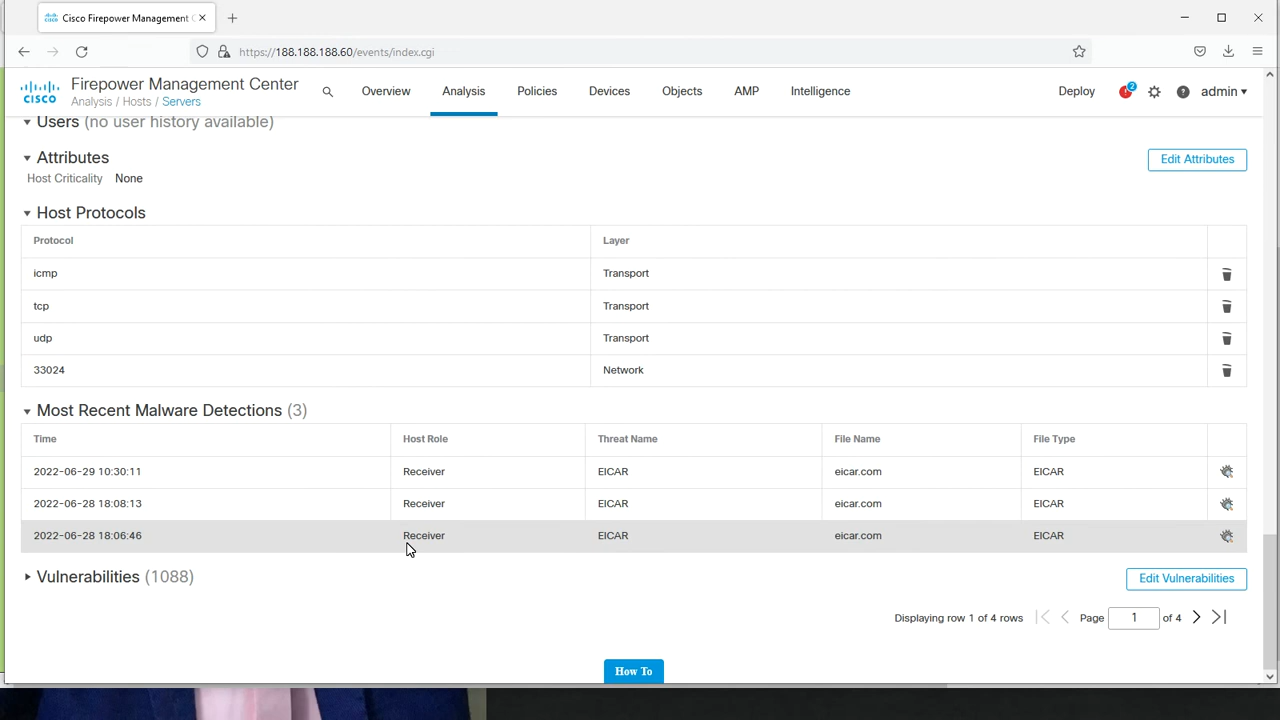 Cisco Firepower Management C
https://188.188.188.60/events/index.cgi
CISCO
Firepower Management Center
Analysis / Hosts / Servers
Overview
Analysis
Policies
Devices
Objects
AMP
Intelligence
Deploy
2
admin
Users (no user history available)
Attributes
Edit Attributes
Host Criticality None
Host Protocols
Protocol Layer
icmp Transport
tcp Transport
udp Transport
33024 Network
Most Recent Malware Detections (3)
Time Host Role Threat Name File Name File Type
2022-06-29 10:30:11 Receiver EICAR eicar.com EICAR
2022-06-28 18:08:13 Receiver EICAR eicar.com EICAR
2022-06-28 18:06:46 Receiver EICAR eicar.com EICAR
Vulnerabilities (1088)
Edit Vulnerabilities
Displaying row 1 of 4 rows Page 1 of 4
How To